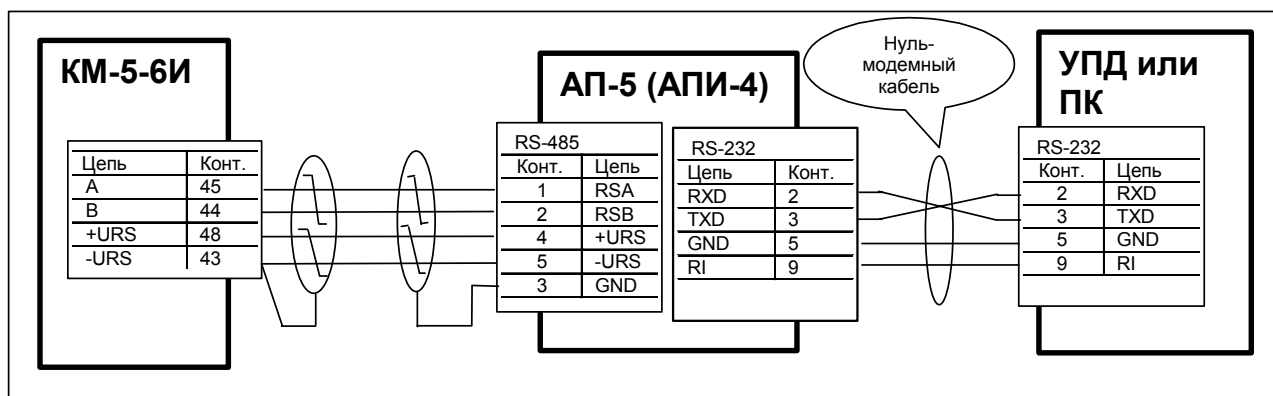 КМ-5-6И
Цепь Конт.
А 45
В 44
+URS 48
-URS 43
АП-5 (АПИ-4)
RS-485
Конт. Цепь
1 RSA
2 RSB
4 +URS
5 -URS
3 GND
RS-232
Цепь Конт.
RXD 2
TXD 3
GND 5
RI 9
Нуль-
модемный
кабель
УПД или
ПК
RS-232
Конт. Цепь
2 RXD
3 TXD
5 GND
9 RI